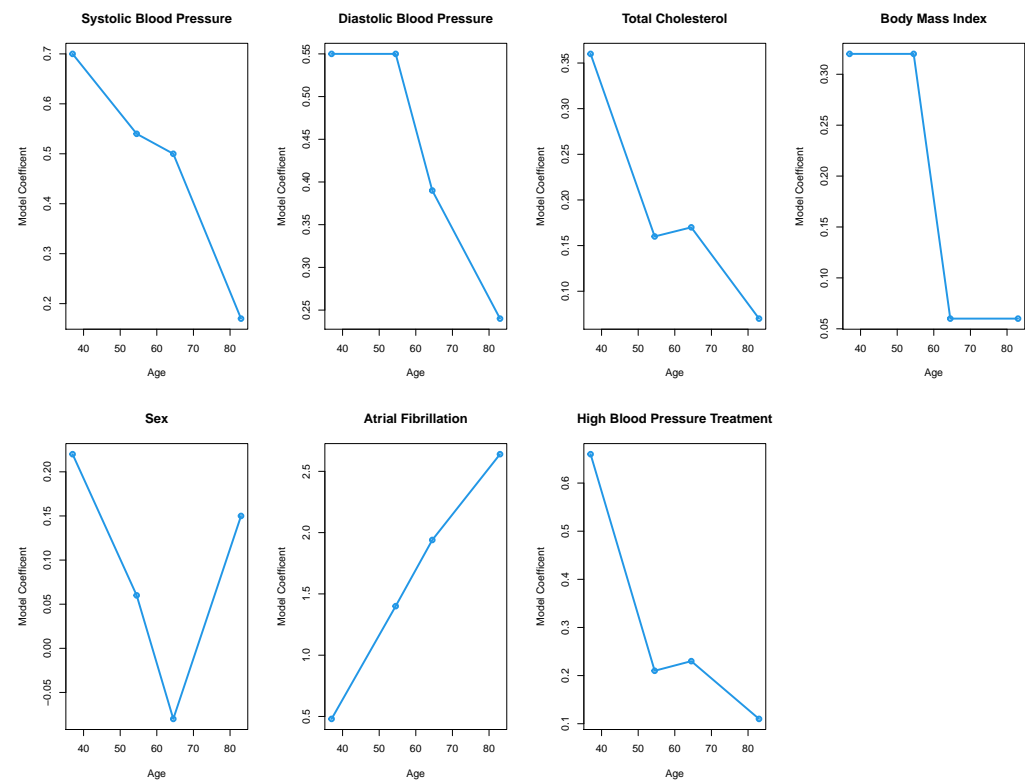 Systolic Blood Pressure
Model Coefficent
0.2 0.3 0.4 0.5 0.6 0.7
40 50 60 70 80
Age
Diastolic Blood Pressure
Model Coefficent
0.25 0.30 0.35 0.40 0.45 0.50 0.55
40 50 60 70 80
Age
Total Cholesterol
Model Coefficent
0.10 0.15 0.20 0.25 0.30 0.35
40 50 60 70 80
Age
Body Mass Index
Model Coefficent
0.05 0.10 0.15 0.20 0.25 0.30
40 50 60 70 80
Age
Sex
Model Coefficent
−0.05 0.00 0.05 0.10 0.15 0.20
40 50 60 70 80
Age
Atrial Fibrillation
Model Coefficent
0.5 1.0 1.5 2.0 2.5
40 50 60 70 80
Age
High Blood Pressure Treatment
Model Coefficent
0.1 0.2 0.3 0.4 0.5 0.6
40 50 60 70 80
Age